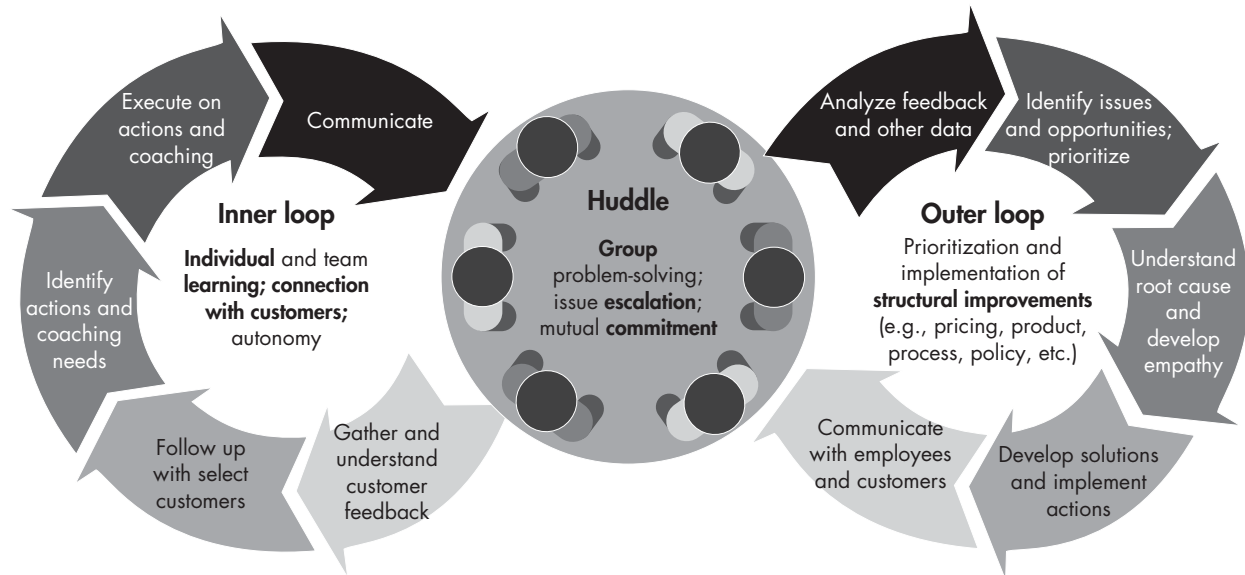 Execute on
actions and
coaching
Communicate
Identify
actions and
coaching
needs
Inner loop
Individual and team
learning; connection
with customers;
autonomy
Follow up
with select
customers
Gather and
understand
customer
feedback
Huddle
Group
problem-solving;
issue escalation;
mutual commitment
Analyze feedback
and other data
Identify issues
and opportunities;
prioritize
Outer loop
Prioritization and
implementation of
structural improvements
(e.g., pricing, product,
process, policy, etc.)
Understand
root cause
and
develop
empathy
Communicate
with employees
and customers
Develop solutions
and implement
actions